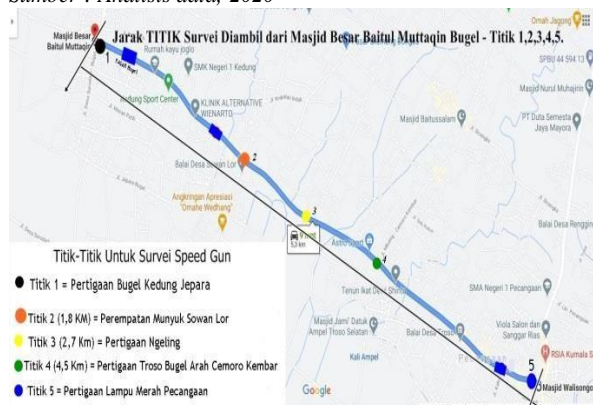 Sumber : Analisis data, 2020
Jarak TITIK Survei Diambil dari Masjid Besar Baitul Muttaqin Bugel - Titik 1,2,3,4,5.
Masjid Besar
Baitul Muttaqin
1
Rumah kayu joglo
SMK Negeri 1 Kedung
Kedung Sport Center
KLINIK ALTERNATIVE
WIENARTO
2
Balai Desa Sowan Lor
Angkringan Apresiasi
"Omahe Wedhang"
Omah Jagong
SPBU 44 594 13
Masjid Nurul Muhajirin
PT Duta Semesta
Jaya Mayora
Masjid Baitussalam
Balai Desa Rengging
3
5,5 km
4
Tenun Ikat
SMA Negeri 1 Pecangaan
Masjid Jami' Datuk
Ampel Troso Selatan
Balai Desa Troso
Kali Ampel
Viola Salon dan
Sanggar Rias
RSIA Kumala S
5
Masjid Walisongo
Google
Titik-Titik Untuk Survei Speed Gun
Titik 1 = Pertigaan Bugel Kedung Jepara
Titik 2 (1,8 KM) = Perempatan Munyuk Sowan Lor
Titik 3 (2,7 KM) = Pertigaan Ngeling
Titik 4 (4,5 Km) = Pertigaan Troso Bugel Arah Cemoro Kembar
Titik 5 = Pertigaan Lampu Merah Pecangaan